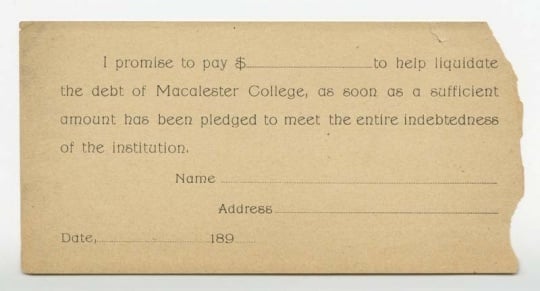 I promise to pay $ to help liquidate
the debt of Macalester College, as soon as a sufficient
amount has been pledged to meet the entire indebtedness
of the institution.
Name
Address
Date, 189